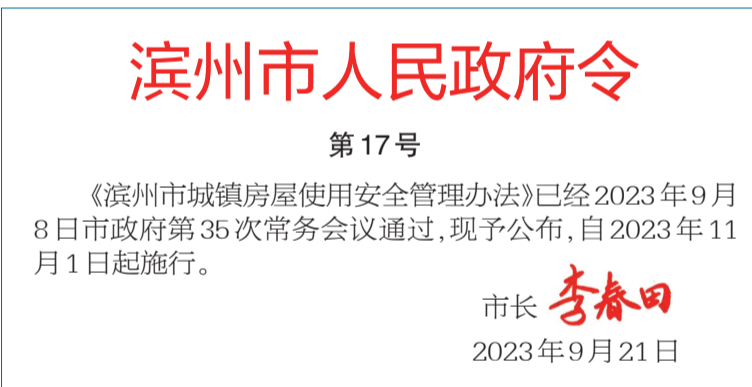 滨州市人民政府令
第17号
《滨州市城镇房屋使用安全管理办法》已经2023年9月
8日市政府第35次常务会议通过,现予公布,自2023年11
月1日起施行。
市长 李春田
2023年9月21日